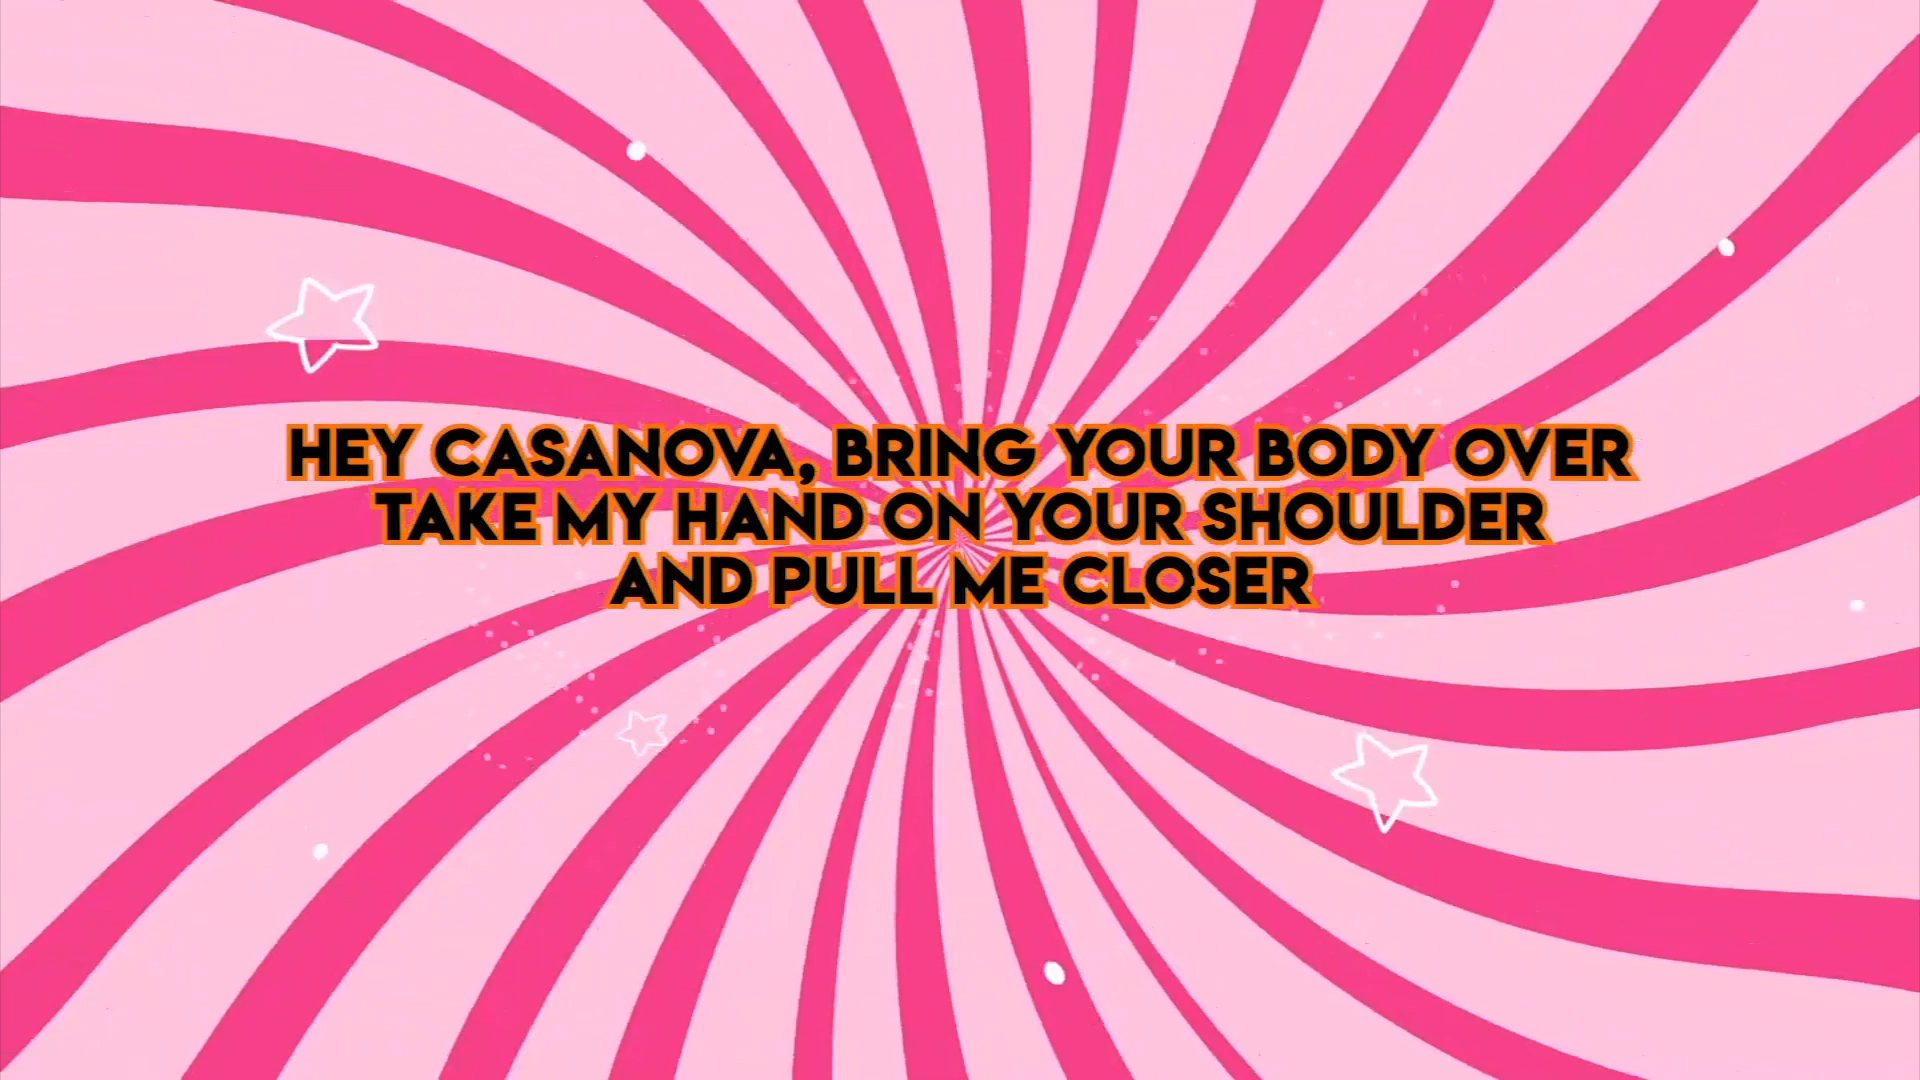 HEY CASANOVA, BRING YOUR BODY OVER
TAKE MY HAND ON YOUR SHOULDER
AND PULL ME CLOSER